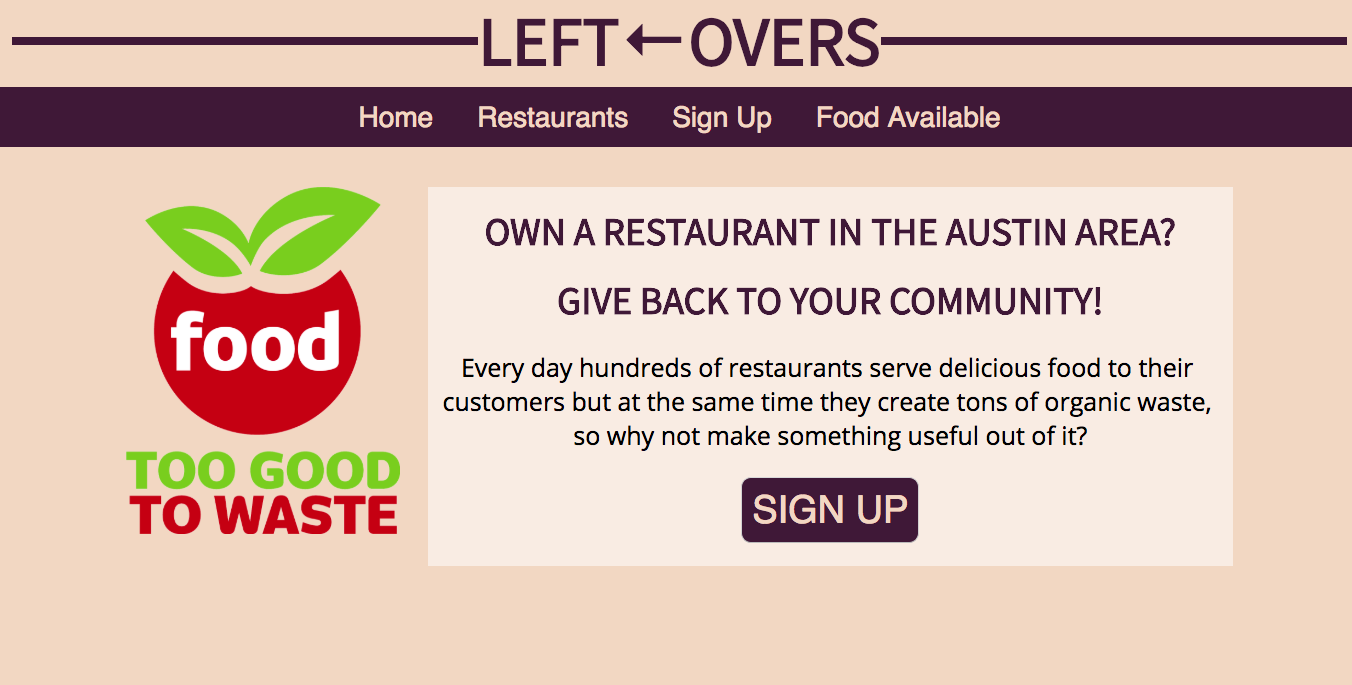 LEFT←OVERS
Home Restaurants Sign Up Food Available
food
TOO GOOD
TO WASTE
OWN A RESTAURANT IN THE AUSTIN AREA?
GIVE BACK TO YOUR COMMUNITY!
Every day hundreds of restaurants serve delicious food to their
customers but at the same time they create tons of organic waste,
so why not make something useful out of it?
SIGN UP